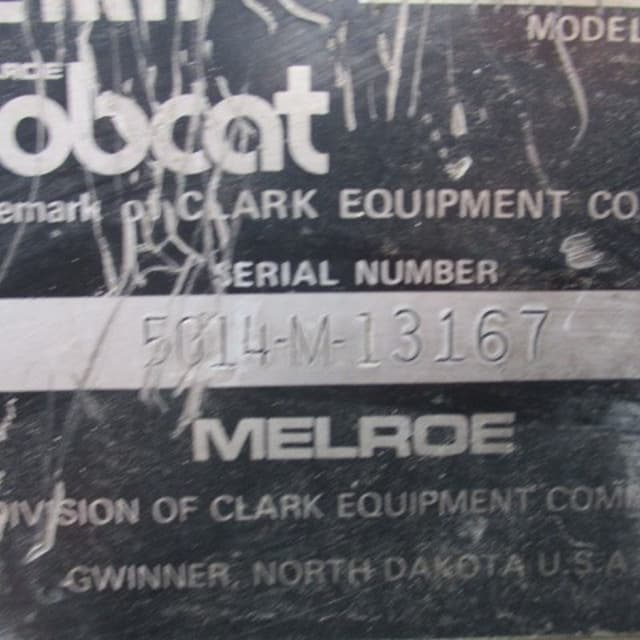 MODEL
obcat
emark of CLARK EQUIPMENT CO
SERIAL NUMBER
5014-M-13167
MELROE
DIVISION OF CLARK EQUIPMENT COM
GWINNER, NORTH DAKOTA U.S.A.